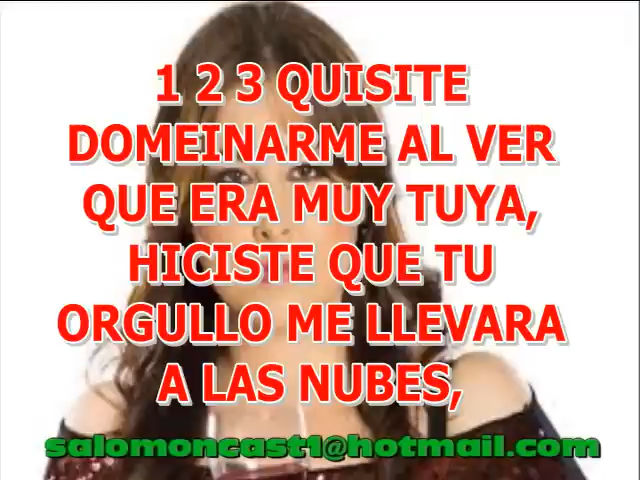 1 2 3 QUISITE
DOMEINARME AL VER
QUE ERA MUY TUYA,
HICISTE QUE TU
ORGULLO ME LLEVARA
A LAS NUBES,
salomoncast1@hotmail.com